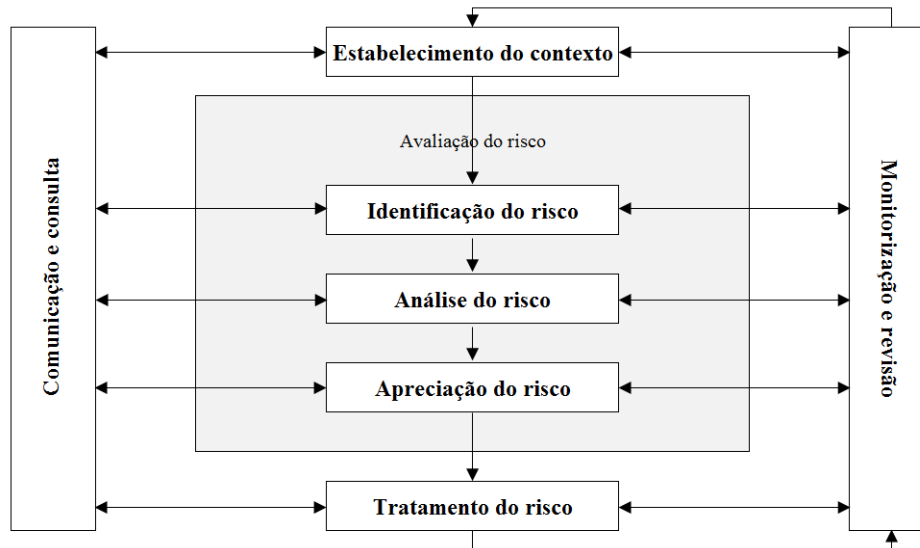 Estabelecimento do contexto
Avaliação do risco
Identificação do risco
Análise do risco
Apreciação do risco
Tratamento do risco
Comunicação e consulta
Monitorização e revisão